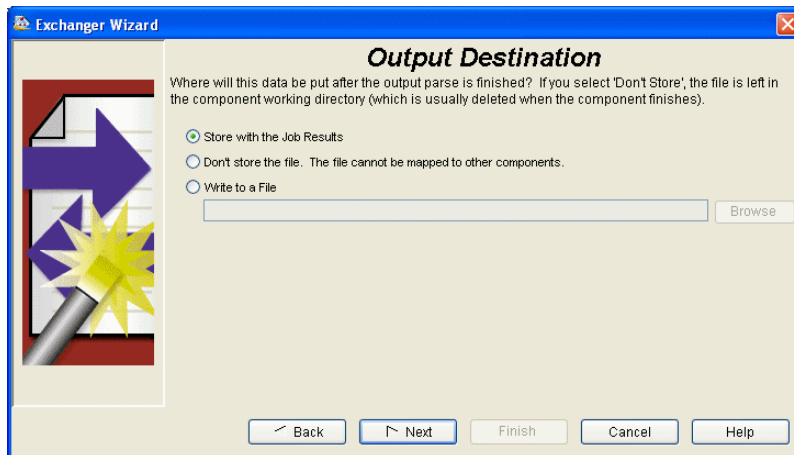 Exchanger Wizard
Output Destination
Where will this data be put after the output parse is finished?  If you select 'Don't Store', the file is left in
the component working directory (which is usually deleted when the component finishes).
Store with the Job Results
Don't store the file.  The file cannot be mapped to other components.
Write to a File
Browse
Back Next Finish Cancel Help